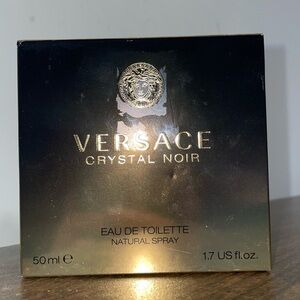 VERSACE
CRYSTAL NOIR
EAU DE TOILETTE
NATURAL SPRAY
50 ml ℮ 1.7 US fl.oz.